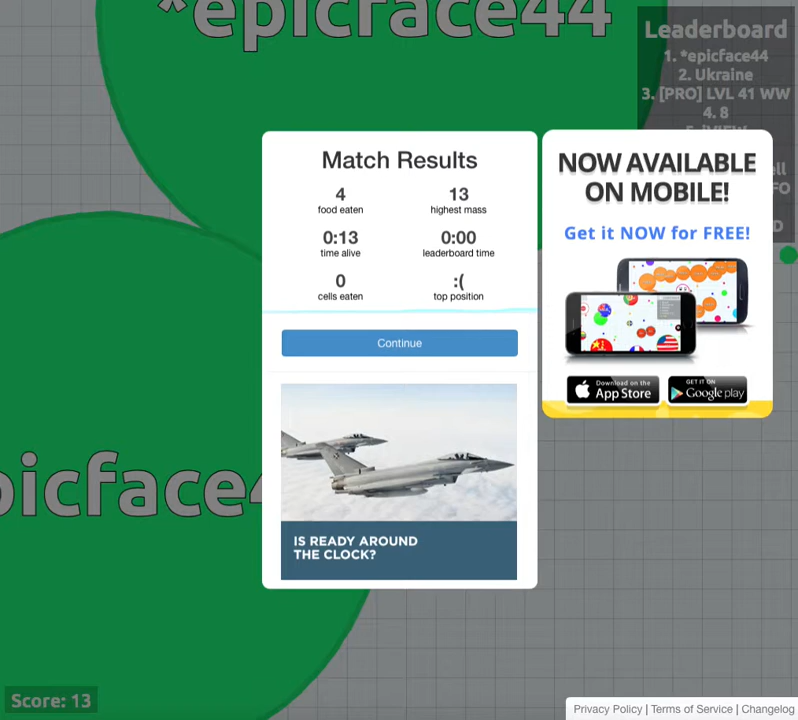 *epicface44
Leaderboard
1. *epicface44
2. Ukraine
3. [PRO] LVL 41 WW
4. 8
Match Results
4
food eaten
13
highest mass
0:13
time alive
0:00
leaderboard time
0
cells eaten
:(
top position
Continue
IS READY AROUND
THE CLOCK?
NOW AVAILABLE
ON MOBILE!
Get it NOW for FREE!
Download on the
App Store
GET IT ON
Google play
picface4
Score: 13
Privacy Policy | Terms of Service | Changelog